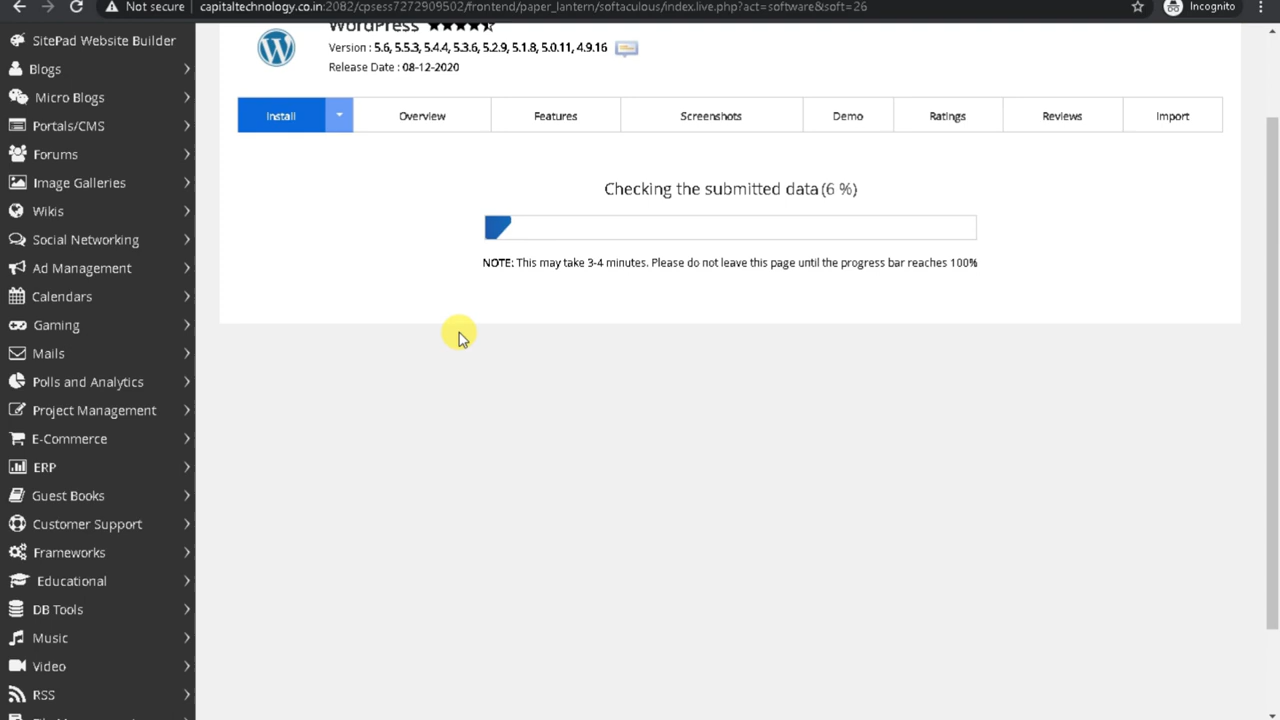 Not secure
capitaltechnology.co.in:2082/cpsess7272909502/frontend/paper_lantern/softaculous/index.live.php?act=software&soft=26
Incognito
SitePad Website Builder
Blogs
Micro Blogs
Portals/CMS
Forums
Image Galleries
Wikis
Social Networking
Ad Management
Calendars
Gaming
Mails
Polls and Analytics
Project Management
E-Commerce
ERP
Guest Books
Customer Support
Frameworks
Educational
DB Tools
Music
Video
RSS
WordPress
Version : 5.6, 5.5.3, 5.4.4, 5.3.6, 5.2.9, 5.1.8, 5.0.11, 4.9.16
Release Date : 08-12-2020
Install
Overview
Features
Screenshots
Demo
Ratings
Reviews
Import
Checking the submitted data (6 %)
NOTE: This may take 3-4 minutes. Please do not leave this page until the progress bar reaches 100%